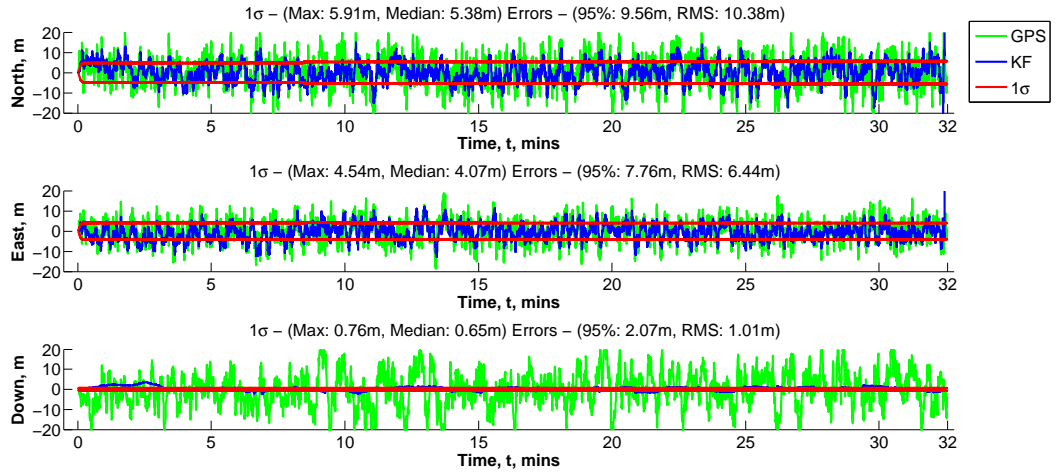 1σ – (Max: 5.91m, Median: 5.38m) Errors – (95%: 9.56m, RMS: 10.38m)
20
10
0
–10
–20
North, m
0 5 10 15 20 25 30 32
Time, t, mins
GPS
KF
1σ
1σ – (Max: 4.54m, Median: 4.07m) Errors – (95%: 7.76m, RMS: 6.44m)
20
10
0
–10
–20
East, m
0 5 10 15 20 25 30 32
Time, t, mins
1σ – (Max: 0.76m, Median: 0.65m) Errors – (95%: 2.07m, RMS: 1.01m)
20
10
0
–10
–20
Down, m
0 5 10 15 20 25 30 32
Time, t, mins